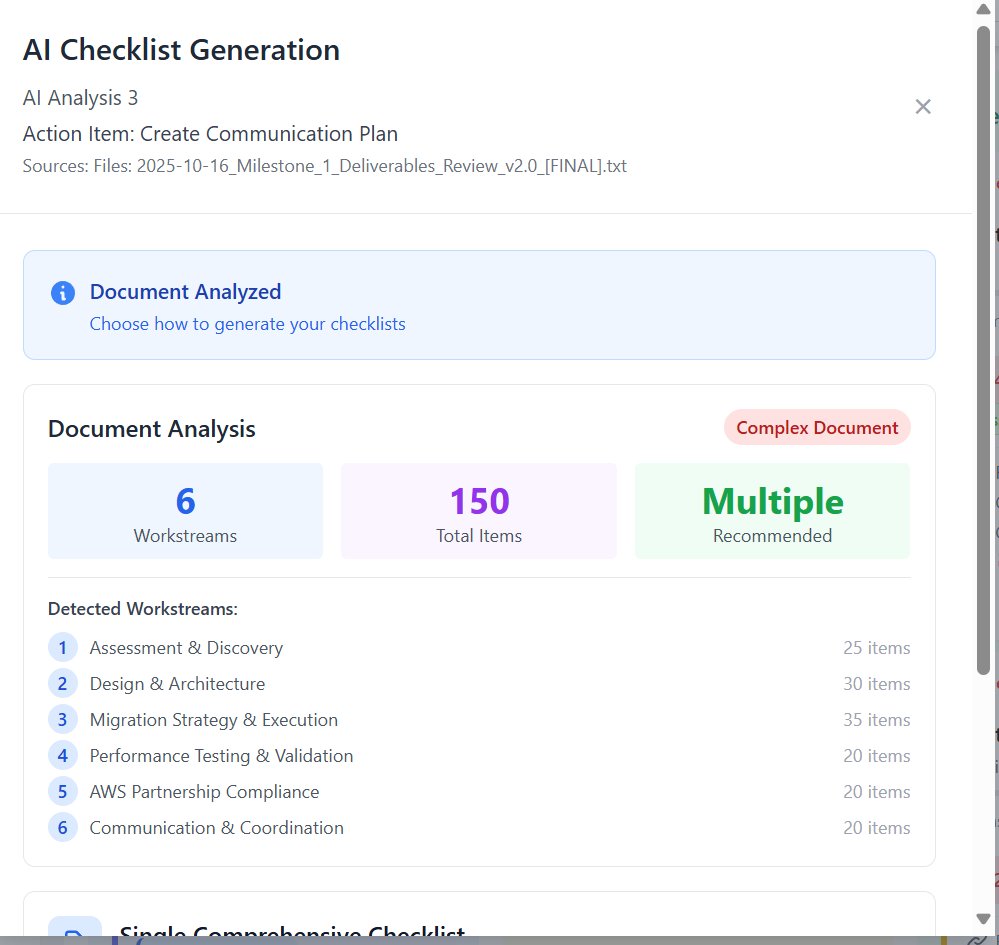 AI Checklist Generation
AI Analysis 3
Action Item: Create Communication Plan
Sources: Files: 2025-10-16_Milestone_1_Deliverables_Review_v2.0_[FINAL].txt
Document Analyzed
Choose how to generate your checklists
Document Analysis
Complex Document
6
Workstreams
150
Total Items
Multiple
Recommended
Detected Workstreams:
1 Assessment & Discovery 25 items
2 Design & Architecture 30 items
3 Migration Strategy & Execution 35 items
4 Performance Testing & Validation 20 items
5 AWS Partnership Compliance 20 items
6 Communication & Coordination 20 items
Single Comprehensive Checklist